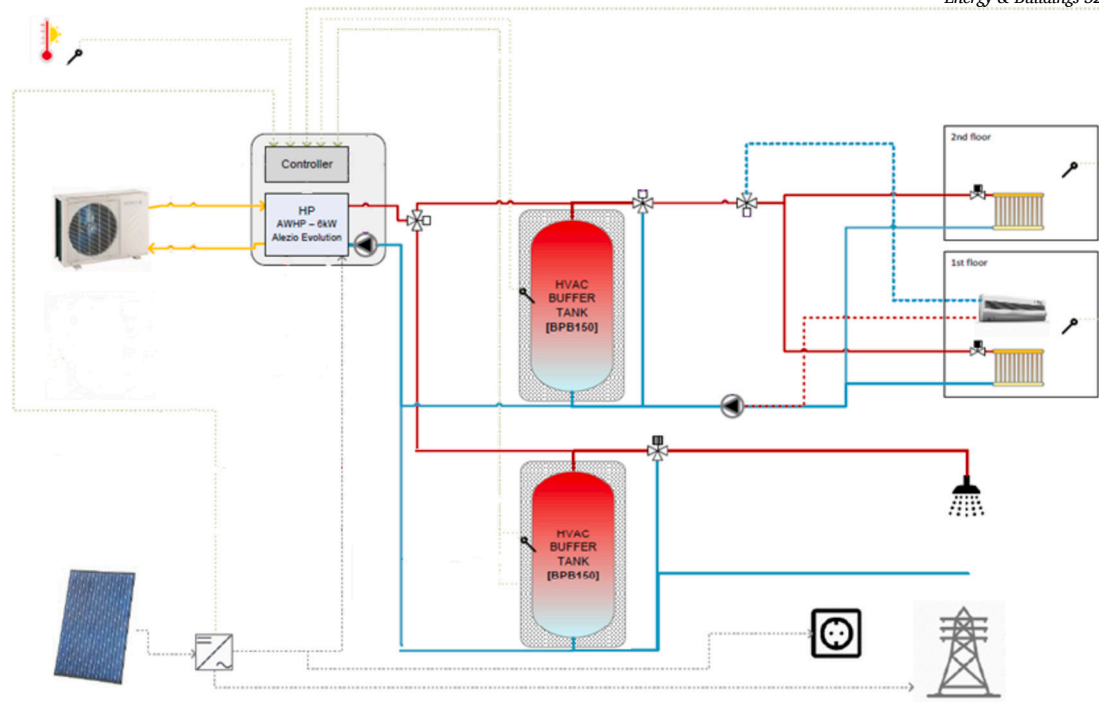 Energy & Buildings 32
2nd floor
Controller
HP
AWHP – 6kW
Alezio Evolution
1st floor
HVAC
BUFFER
TANK
[BPB150]
HVAC
BUFFER
TANK
[BPB150]